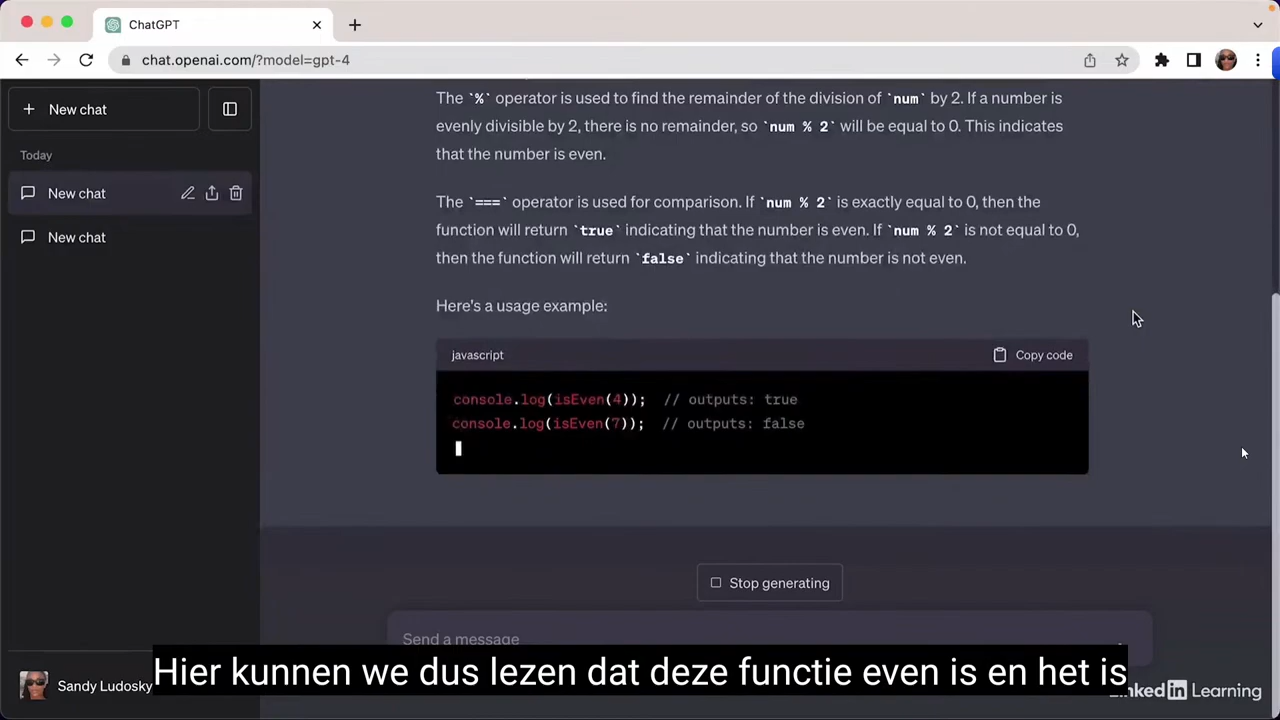 ChatGPT
chat.openai.com/?model=gpt-4
New chat
Today
New chat
New chat
The `%` operator is used to find the remainder of the division of `num` by 2. If a number is
evenly divisible by 2, there is no remainder, so `num % 2` will be equal to 0. This indicates
that the number is even.
The `===` operator is used for comparison. If `num % 2` is exactly equal to 0, then the
function will return `true` indicating that the number is even. If `num % 2` is not equal to 0,
then the function will return `false` indicating that the number is not even.
Here's a usage example:
javascript
Copy code
console.log(isEven(4));  // outputs: true
console.log(isEven(7));  // outputs: false
Stop generating
Send a message
Sandy Ludosky
Hier kunnen we dus lezen dat deze functie even is en het is
Linked in Learning